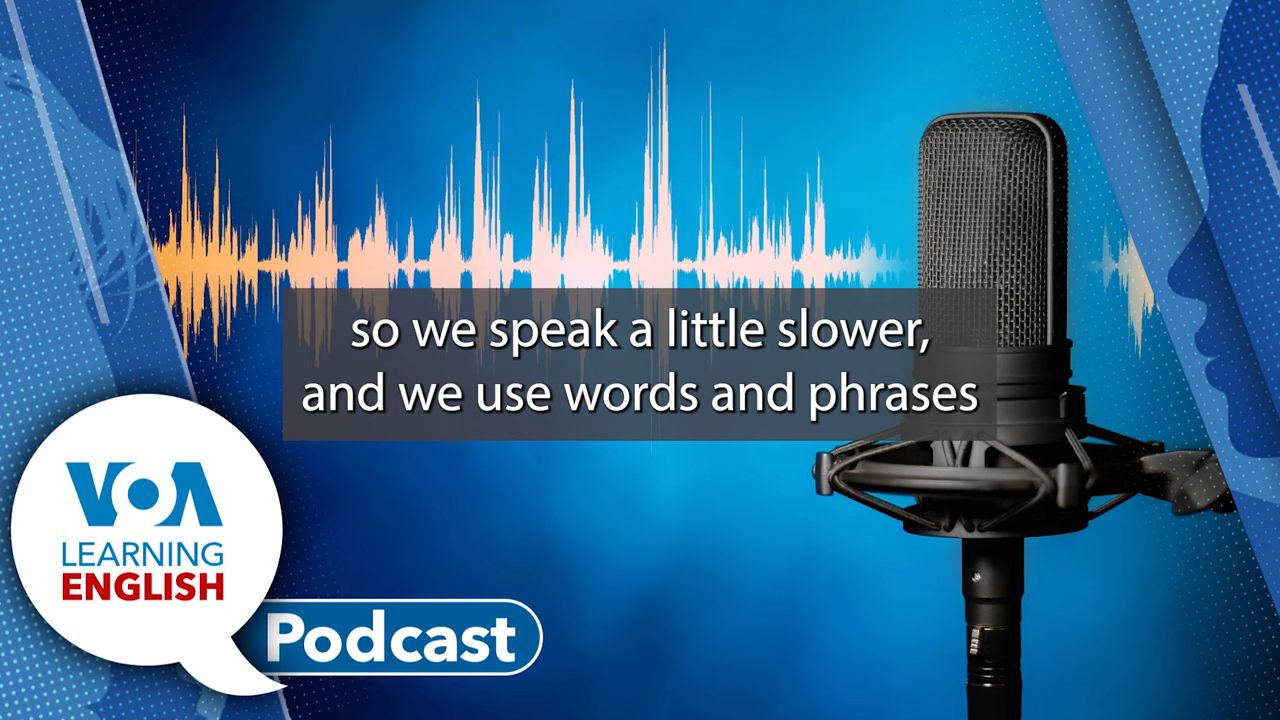 so we speak a little slower,
and we use words and phrases
VOA
LEARNING
ENGLISH
Podcast